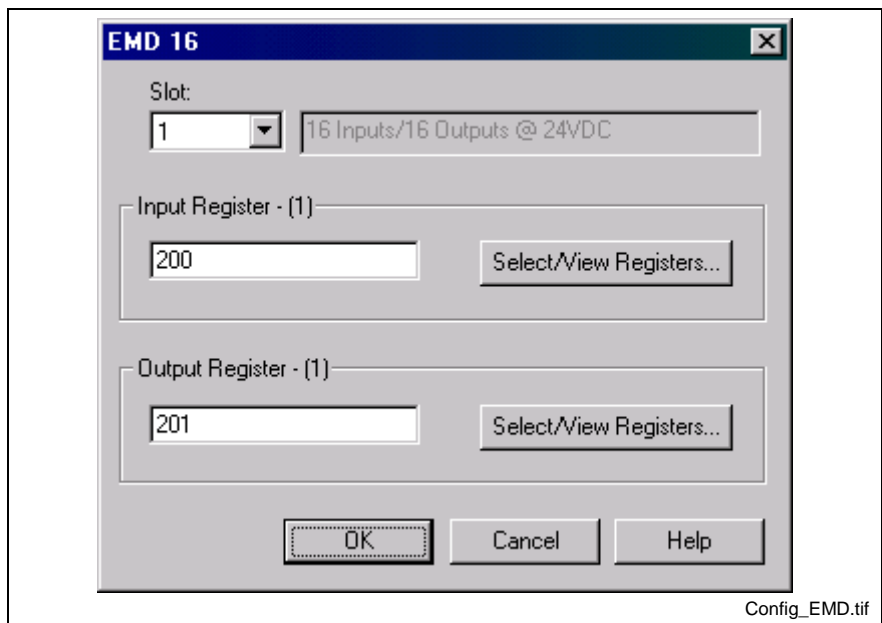 EMD 16
Slot:
1
16 Inputs/16 Outputs @ 24VDC
Input Register - (1)
200
Select/View Registers...
Output Register - (1)
201
Select/View Registers...
OK
Cancel
Help
Config_EMD.tif